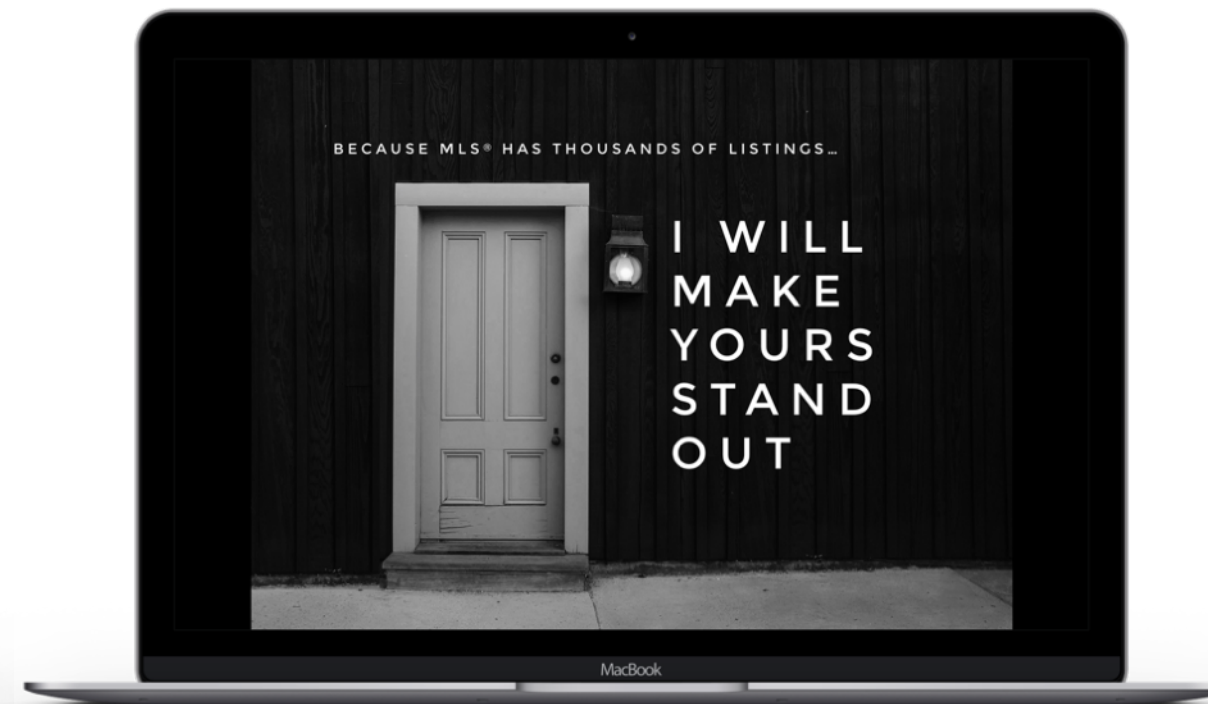 BECAUSE MLS® HAS THOUSANDS OF LISTINGS…
I WILL
MAKE
YOURS
STAND
OUT
MacBook